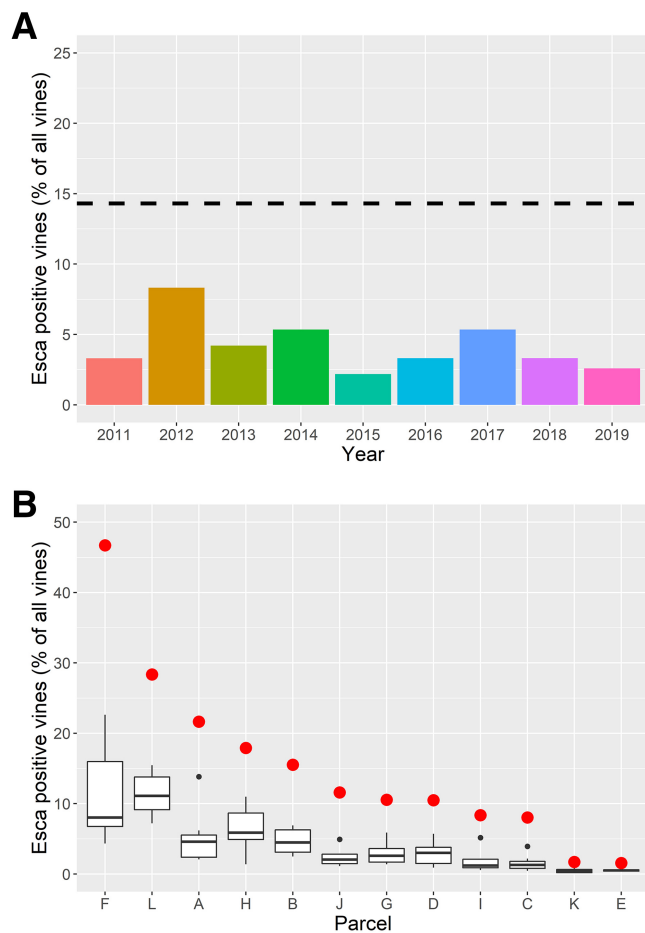 A
Esca positive vines (% of all vines)
25
20
15
10
5
0
2011 2012 2013 2014 2015 2016 2017 2018 2019
Year
B
Esca positive vines (% of all vines)
50
40
30
20
10
0
F L A H B J G D I C K E
Parcel